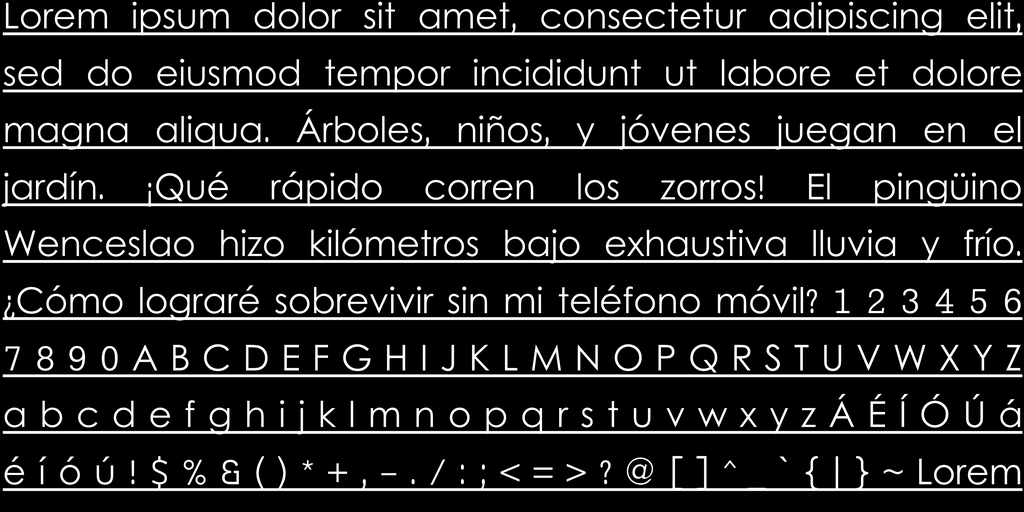 Lorem ipsum dolor sit amet, consectetur adipiscing elit,
sed do eiusmod tempor incididunt ut labore et dolore
magna aliqua. Árboles, niños, y jóvenes juegan en el
jardín. ¡Qué rápido corren los zorros! El pingüino
Wenceslao hizo kilómetros bajo exhaustiva lluvia y frío.
¿Cómo lograré sobrevivir sin mi teléfono móvil? 1 2 3 4 5 6
7 8 9 0 A B C D E F G H I J K L M N O P Q R S T U V W X Y Z
a b c d e f g h i j k l m n o p q r s t u v w x y z Á É Í Ó Ú á
é í ó ú ! $ % & ( ) * + , – . / : ; < = > ? @ [ ] ^ _ ` { | } ~ Lorem